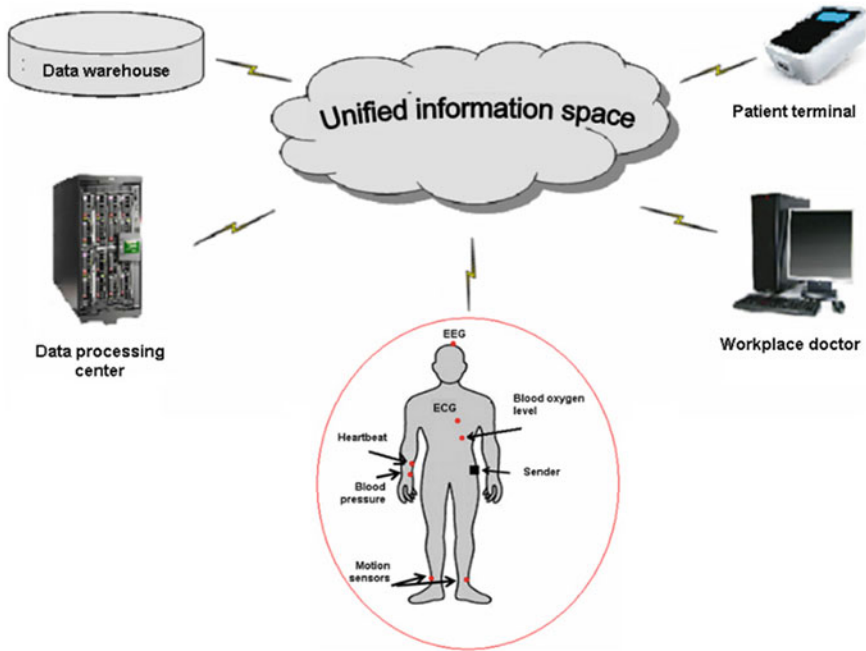 Data warehouse
Unified information space
Patient terminal
Data processing
center
Workplace doctor
EEG
ECG
Blood oxygen
level
Heartbeat
Blood
pressure
Sender
Motion
sensors